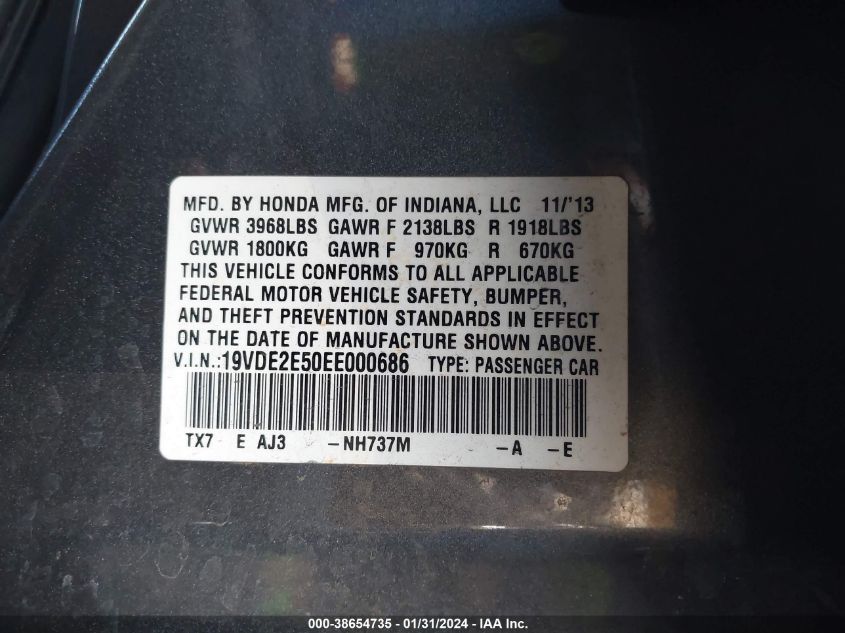 MFD. BY HONDA MFG. OF INDIANA, LLC 11/'13
GVWR 3968LBS GAWR F 2138LBS R 1918LBS
GVWR 1800KG GAWR F 970KG R 670KG
THIS VEHICLE CONFORMS TO ALL APPLICABLE
FEDERAL MOTOR VEHICLE SAFETY, BUMPER,
AND THEFT PREVENTION STANDARDS IN EFFECT
ON THE DATE OF MANUFACTURE SHOWN ABOVE.
V.I.N.:19VDE2E50EE000686 TYPE: PASSENGER CAR
TX7 E AJ3 -NH737M -A -E
000-38654735 - 01/31/2024 - IAA Inc.